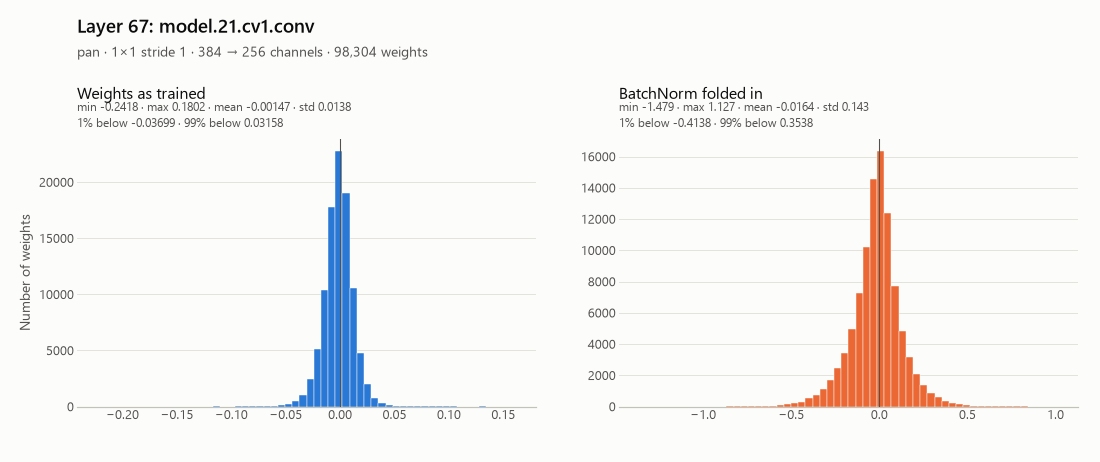 Layer 67: model.21.cv1.conv
pan · 1×1 stride 1 · 384 → 256 channels · 98,304 weights
Weights as trained
min -0.2418 · max 0.1802 · mean -0.00147 · std 0.0138
1% below -0.03699 · 99% below 0.03158
Number of weights
20000
15000
10000
5000
0
−0.20 −0.15 −0.10 −0.05 0.00 0.05 0.10 0.15
BatchNorm folded in
min -1.479 · max 1.127 · mean -0.0164 · std 0.143
1% below -0.4138 · 99% below 0.3538
16000
14000
12000
10000
8000
6000
4000
2000
0
−1.0 −0.5 0.0 0.5 1.0